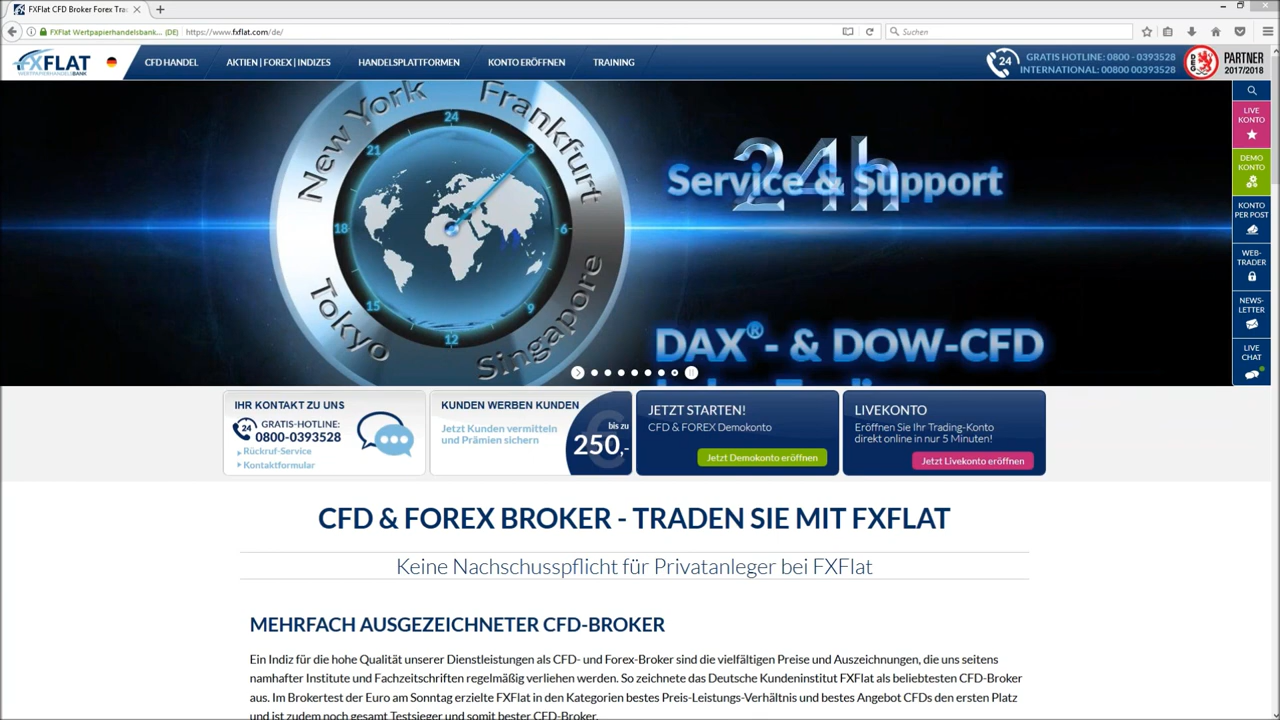 FXFlat CFD Broker Forex Tra
FXFlat Wertpapierhandelsbank... (DE)
https://www.fxflat.com/de/
Suchen
FXFLAT
WERTPAPIERHANDELSBANK
CFD HANDEL
AKTIEN | FOREX | INDIZES
HANDELSPLATTFORMEN
KONTO ERÖFFNEN
TRAINING
24
GRATIS HOTLINE: 0800 - 0393528
INTERNATIONAL: 00800 00393528
PARTNER
2017/2018
New York
Frankfurt
Tokyo
Singapore
24
3
6
9
12
15
18
21
24h
Service & Support
DAX®- & DOW-CFD
LIVE
KONTO
DEMO
KONTO
KONTO
PER POST
WEB-
TRADER
NEWS-
LETTER
LIVE
CHAT
IHR KONTAKT ZU UNS
24
GRATIS-HOTLINE:
0800-0393528
Rückruf-Service
Kontaktformular
KUNDEN WERBEN KUNDEN
Jetzt Kunden vermitteln
und Prämien sichern
bis zu
250,-
JETZT STARTEN!
CFD & FOREX Demokonto
Jetzt Demokonto eröffnen
LIVEKONTO
Eröffnen Sie Ihr Trading-Konto
direkt online in nur 5 Minuten!
Jetzt Livekonto eröffnen
CFD & FOREX BROKER - TRADEN SIE MIT FXFLAT
Keine Nachschusspflicht für Privatanleger bei FXFlat
MEHRFACH AUSGEZEICHNETER CFD-BROKER
Ein Indiz für die hohe Qualität unserer Dienstleistungen als CFD- und Forex-Broker sind die vielfältigen Preise und Auszeichnungen, die uns seitens
namhafter Institute und Fachzeitschriften regelmäßig verliehen werden. So zeichnete das Deutsche Kundeninstitut FXFlat als beliebtesten CFD-Broker
aus. Im Brokertest der Euro am Sonntag erzielte FXFlat in den Kategorien bestes Preis-Leistungs-Verhältnis und bestes Angebot CFDs den ersten Platz
und ist zudem noch gesamt Testsieger und somit bester CFD-Broker.